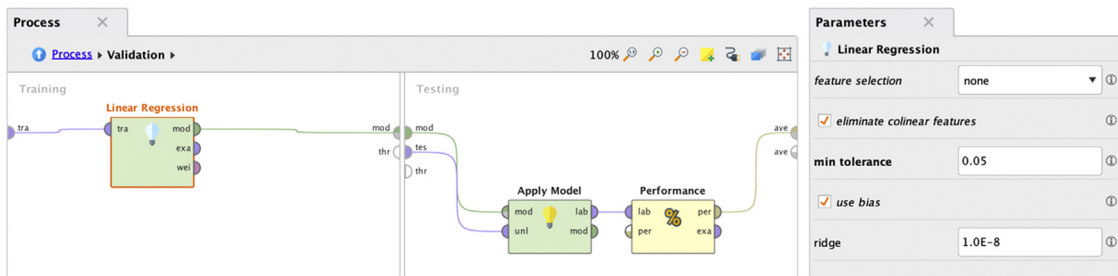 Process
Process Validation
100%
Training
Linear Regression
tra
tra
mod
exa
wei
mod
thr
Testing
mod
tes
thr
Apply Model
mod
unl
lab
mod
Performance
lab
per
per
exa
ave
ave
Parameters
Linear Regression
feature selection none
eliminate colinear features
min tolerance 0.05
use bias
ridge 1.0E-8